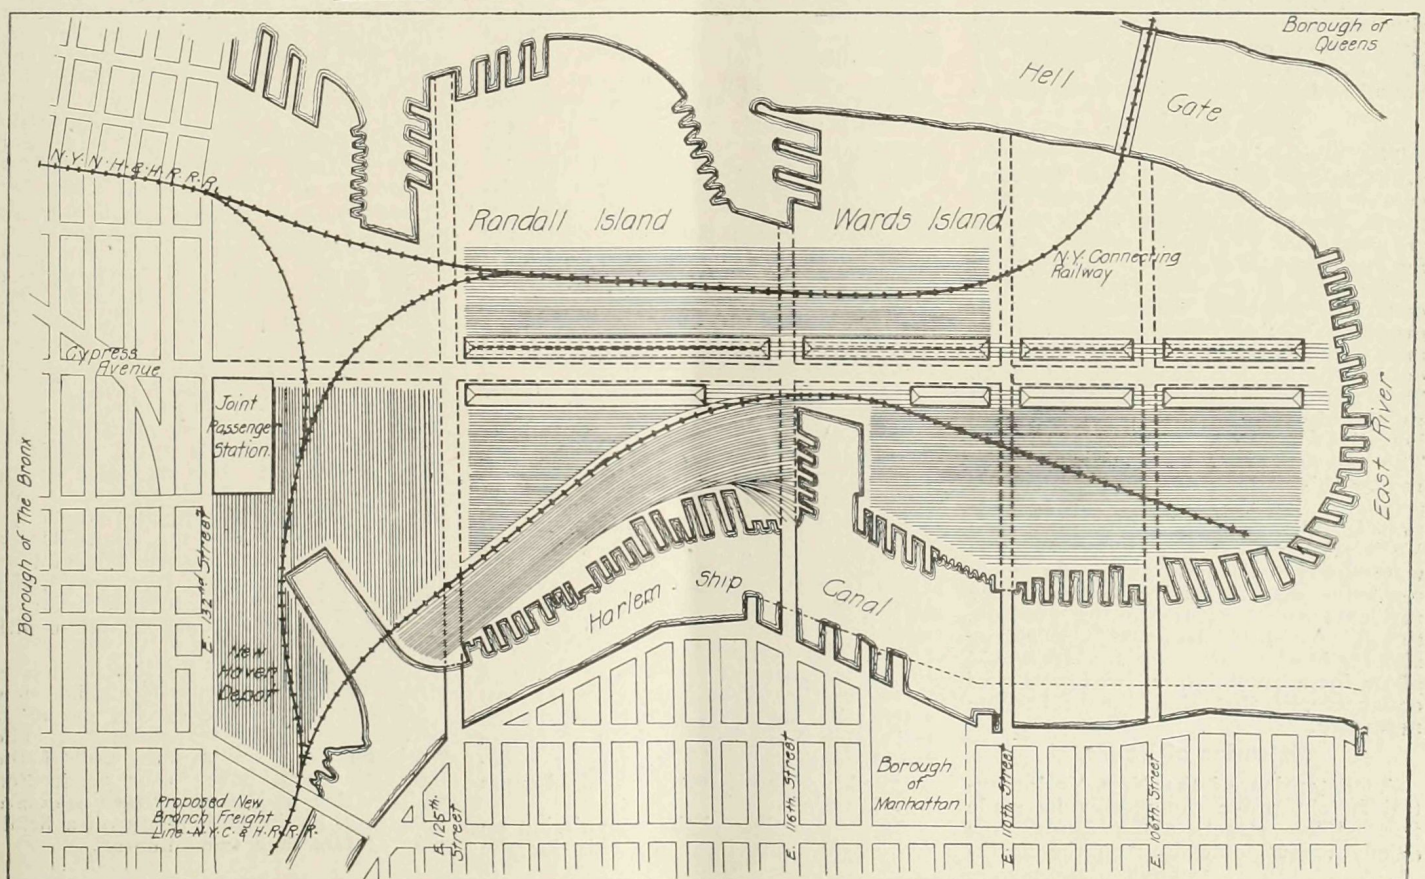 Borough of
Queens
Hell
Gate
N. Y. N. H. & H. R. R. R.
Randall Island
Wards Island
N.Y. Connecting
Railway
Cypress
Avenue
Joint
Passenger
Station.
Borough of The Bronx
E. 132nd Street
East River
Harlem Ship Canal
New
Haven
Depot
Borough
of
Manhattan
Proposed New
Branch Freight
Line N.Y.C. & H.R.R.R.
E. 125th.
Street
E. 116th. Street
E. 110th Street
E. 106th Street